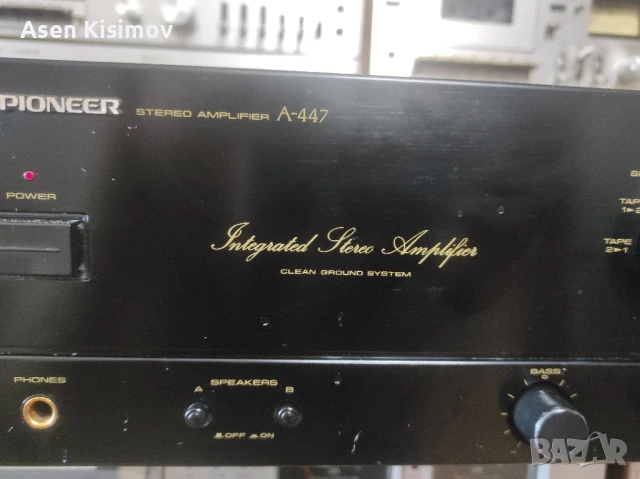 Asen Kisimov
PIONEER
STEREO AMPLIFIER A-447
POWER
TAPE
TAPE
2▶1
Integrated Stereo Amplifier
CLEAN GROUND SYSTEM
PHONES
SPEAKERS
A B
OFF ON
BASS
BAZAR